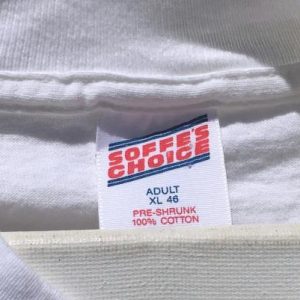 SOFFE'S
CHOICE
ADULT
XL 46
PRE-SHRUNK
100% COTTON